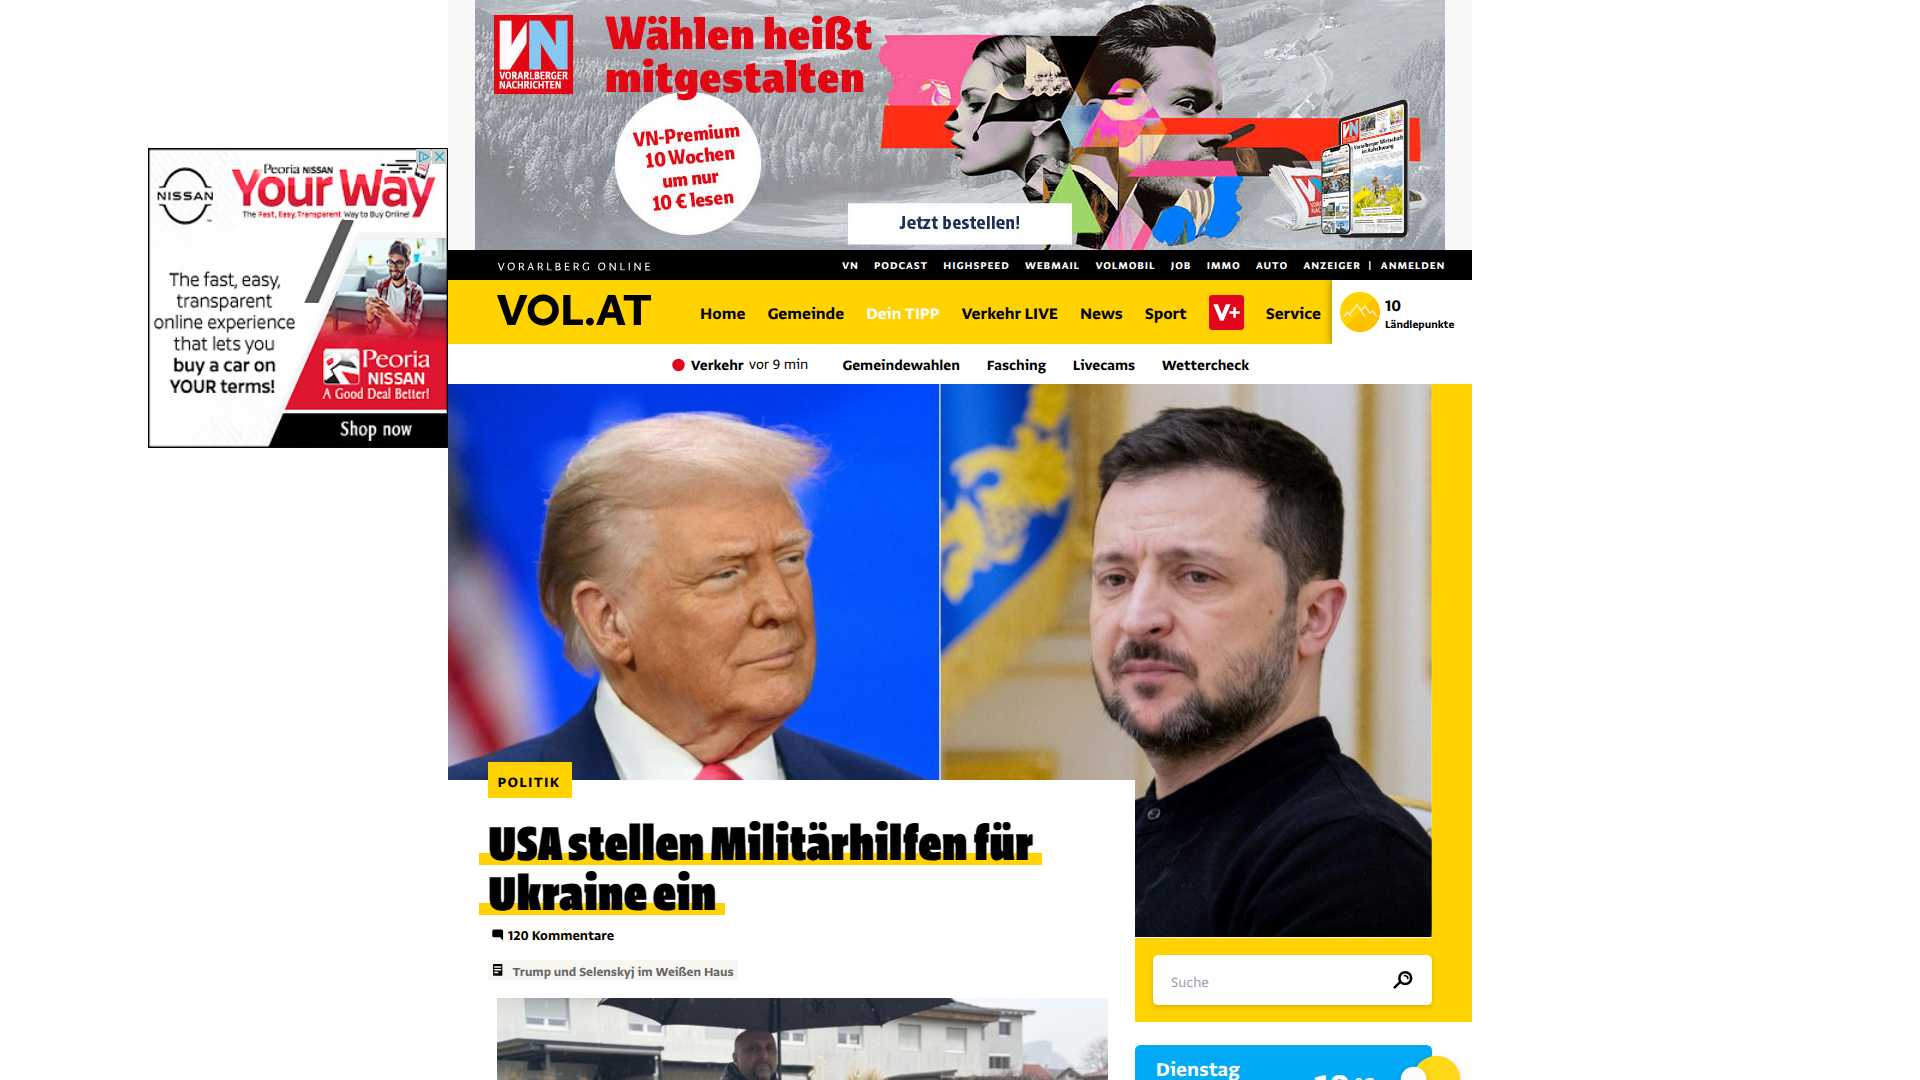 VN
VORARLBERGER
NACHRICHTEN
Wählen heißt
mitgestalten
VN-Premium
10 Wochen
um nur
10 € lesen
Jetzt bestellen!
NISSAN
Peoria NISSAN
Your Way
The Fast, Easy, Transparent Way to Buy Online!
The fast, easy,
transparent
online experience
that lets you
buy a car on
YOUR terms!
Peoria
NISSAN
A Good Deal Better!
Shop now
VORARLBERG ONLINE
VN PODCAST HIGHSPEED WEBMAIL VOLMOBIL JOB IMMO AUTO ANZEIGER | ANMELDEN
VOL.AT
Home Gemeinde Dein TIPP Verkehr LIVE News Sport V+ Service
10
Ländlepunkte
Verkehr vor 9 min Gemeindewahlen Fasching Livecams Wettercheck
POLITIK
USA stellen Militärhilfen für
Ukraine ein
120 Kommentare
Trump und Selenskyj im Weißen Haus
Suche
Dienstag